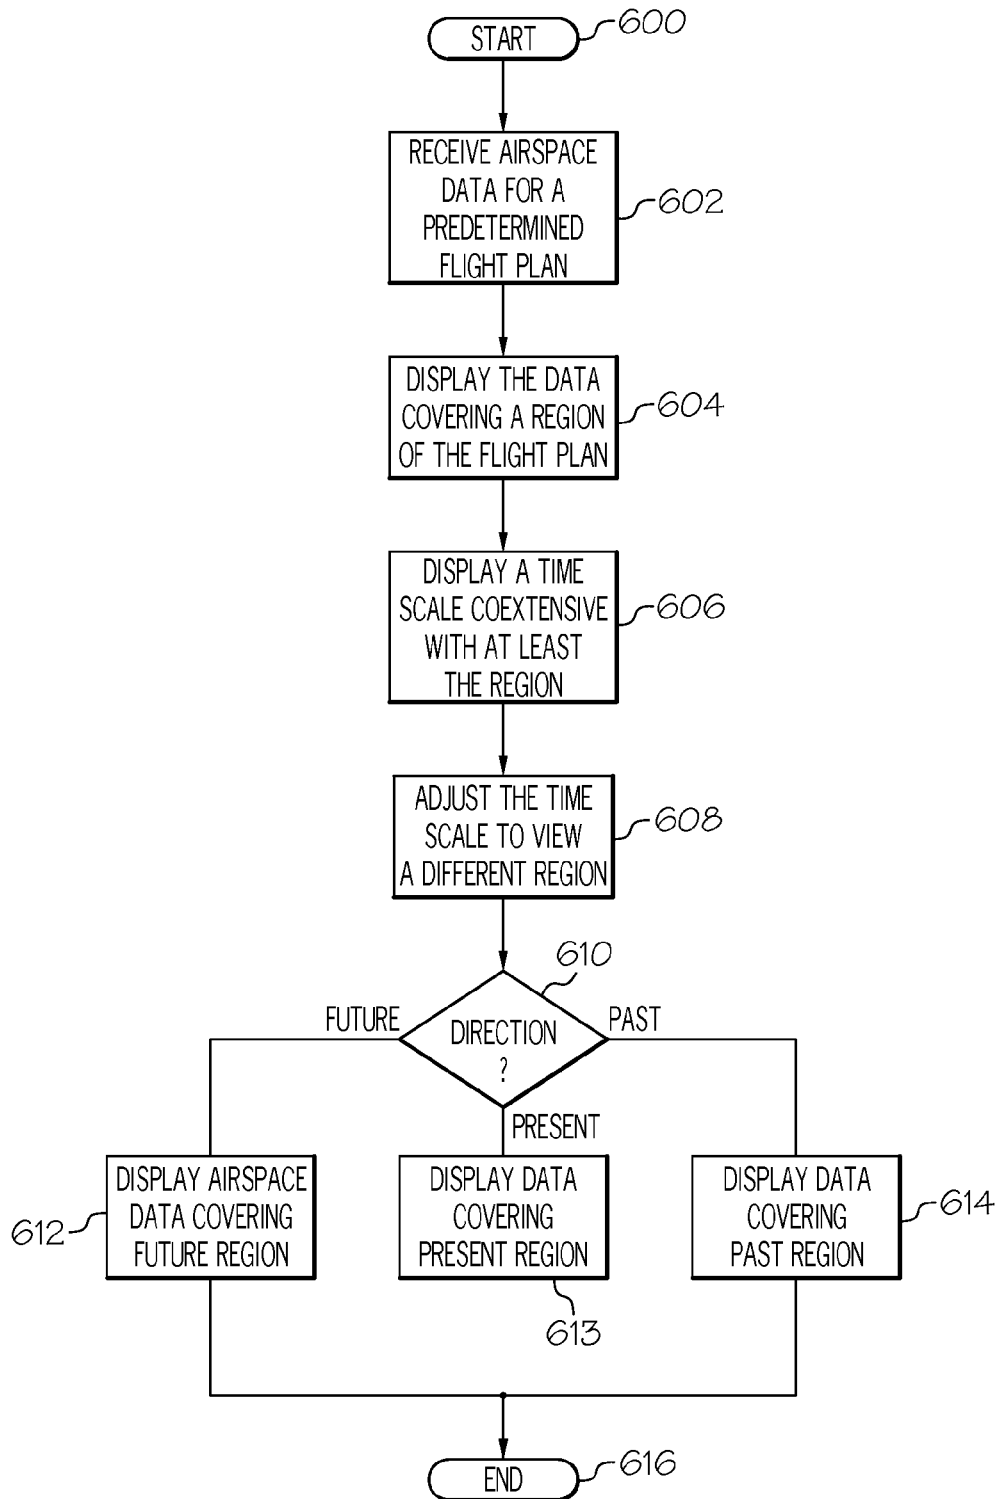 START
600
RECEIVE AIRSPACE
DATA FOR A
PREDETERMINED
FLIGHT PLAN
602
DISPLAY THE DATA
COVERING A REGION
OF THE FLIGHT PLAN
604
DISPLAY A TIME
SCALE COEXTENSIVE
WITH AT LEAST
THE REGION
606
ADJUST THE TIME
SCALE TO VIEW
A DIFFERENT REGION
608
610
DIRECTION
?
FUTURE
PAST
PRESENT
DISPLAY AIRSPACE
DATA COVERING
FUTURE REGION
612
DISPLAY DATA
COVERING
PRESENT REGION
613
DISPLAY DATA
COVERING
PAST REGION
614
END
616